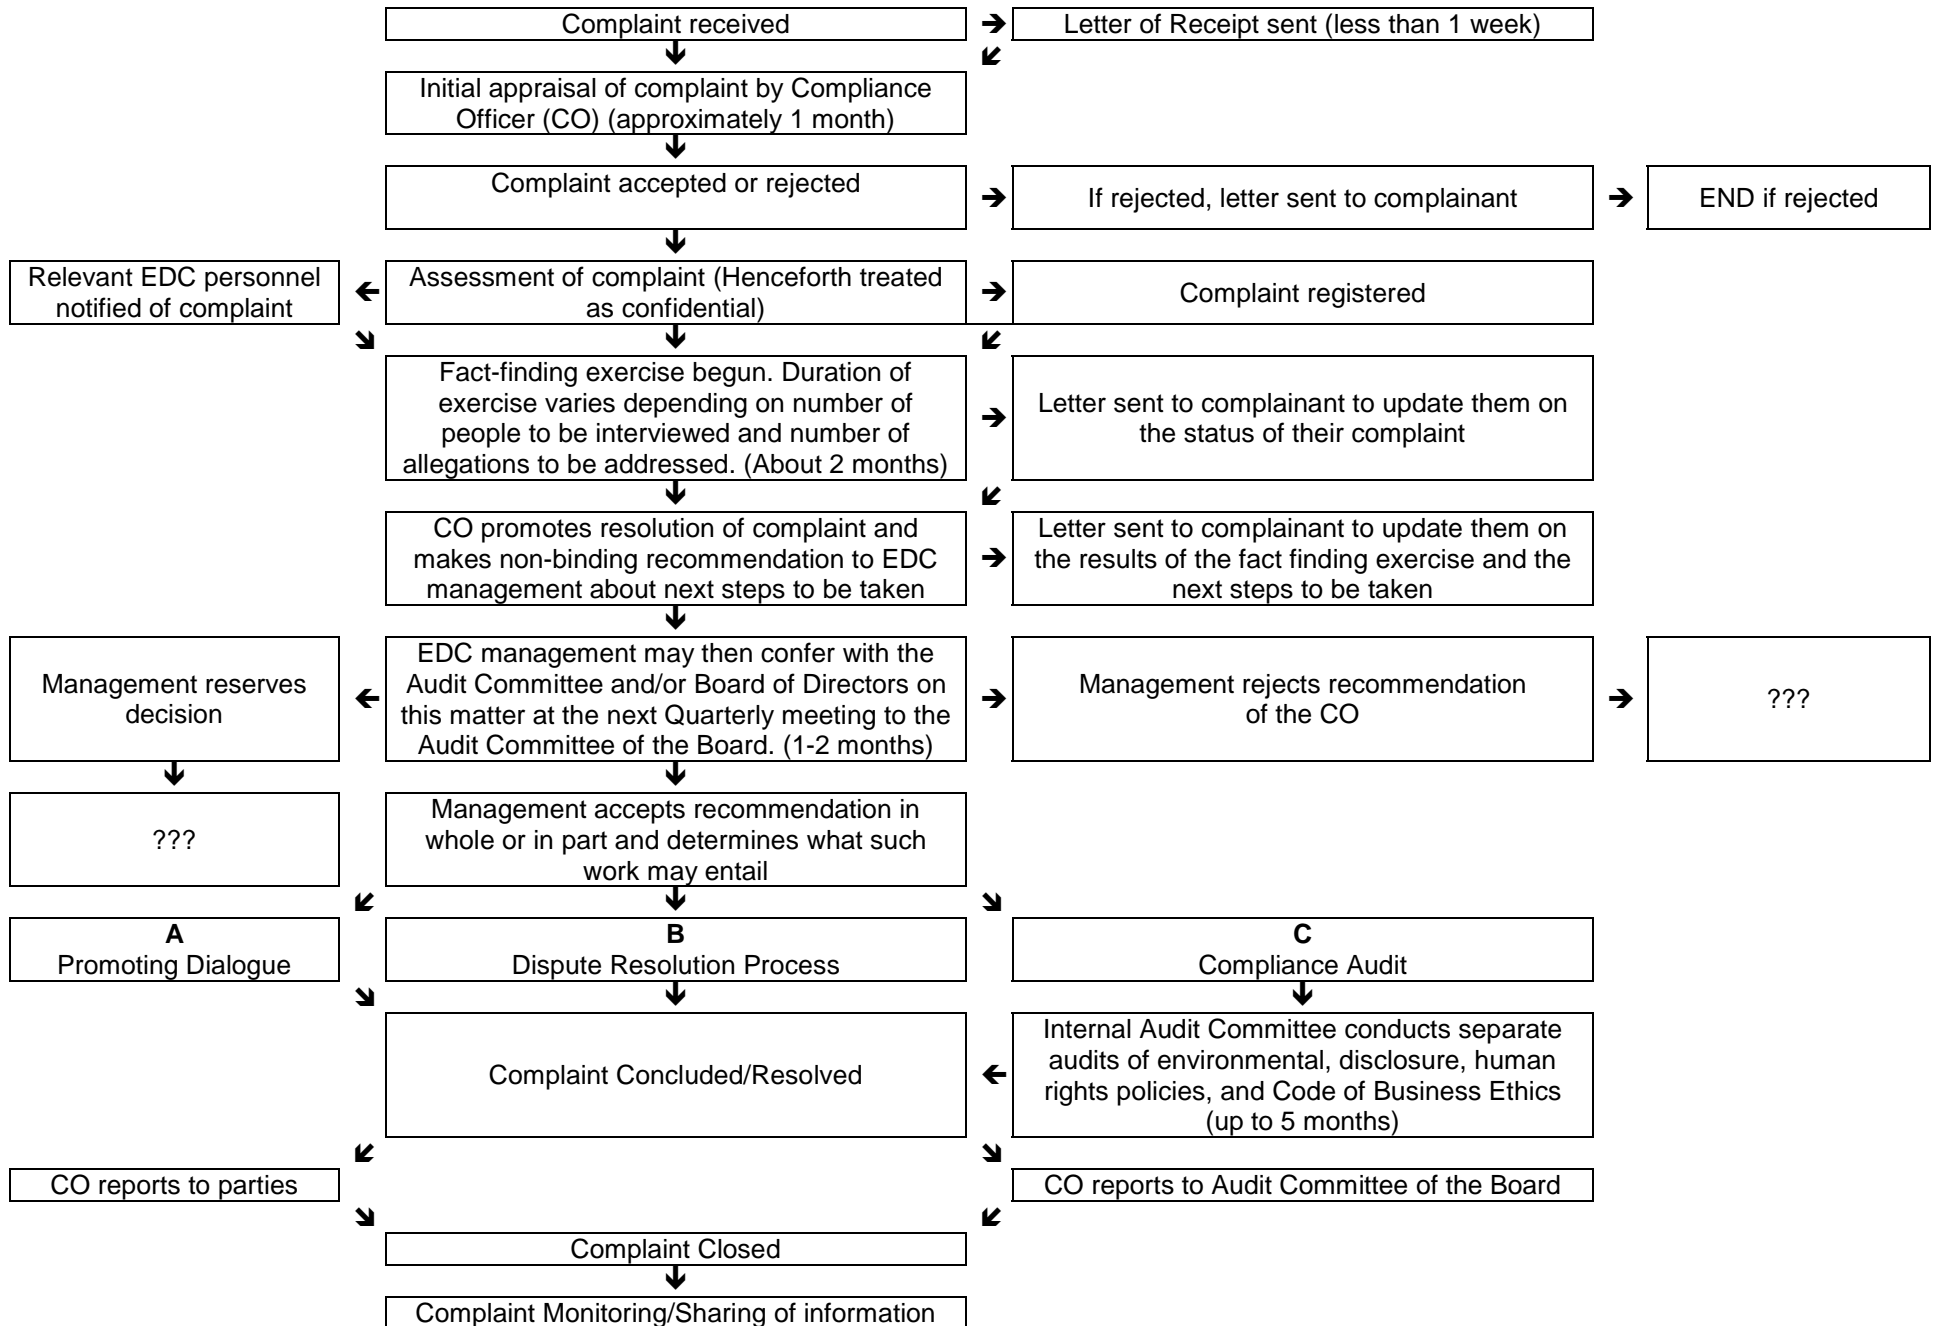 Complaint received
Letter of Receipt sent (less than 1 week)
Initial appraisal of complaint by Compliance
Officer (CO) (approximately 1 month)
Complaint accepted or rejected
If rejected, letter sent to complainant
END if rejected
Relevant EDC personnel
notified of complaint
Assessment of complaint (Henceforth treated
as confidential)
Complaint registered
Fact-finding exercise begun. Duration of
exercise varies depending on number of
people to be interviewed and number of
allegations to be addressed. (About 2 months)
Letter sent to complainant to update them on
the status of their complaint
CO promotes resolution of complaint and
makes non-binding recommendation to EDC
management about next steps to be taken
Letter sent to complainant to update them on
the results of the fact finding exercise and the
next steps to be taken
Management reserves
decision
EDC management may then confer with the
Audit Committee and/or Board of Directors on
this matter at the next Quarterly meeting to the
Audit Committee of the Board. (1-2 months)
Management rejects recommendation
of the CO
???
???
Management accepts recommendation in
whole or in part and determines what such
work may entail
A
Promoting Dialogue
B
Dispute Resolution Process
C
Compliance Audit
Complaint Concluded/Resolved
Internal Audit Committee conducts separate
audits of environmental, disclosure, human
rights policies, and Code of Business Ethics
(up to 5 months)
CO reports to parties
CO reports to Audit Committee of the Board
Complaint Closed
Complaint Monitoring/Sharing of information